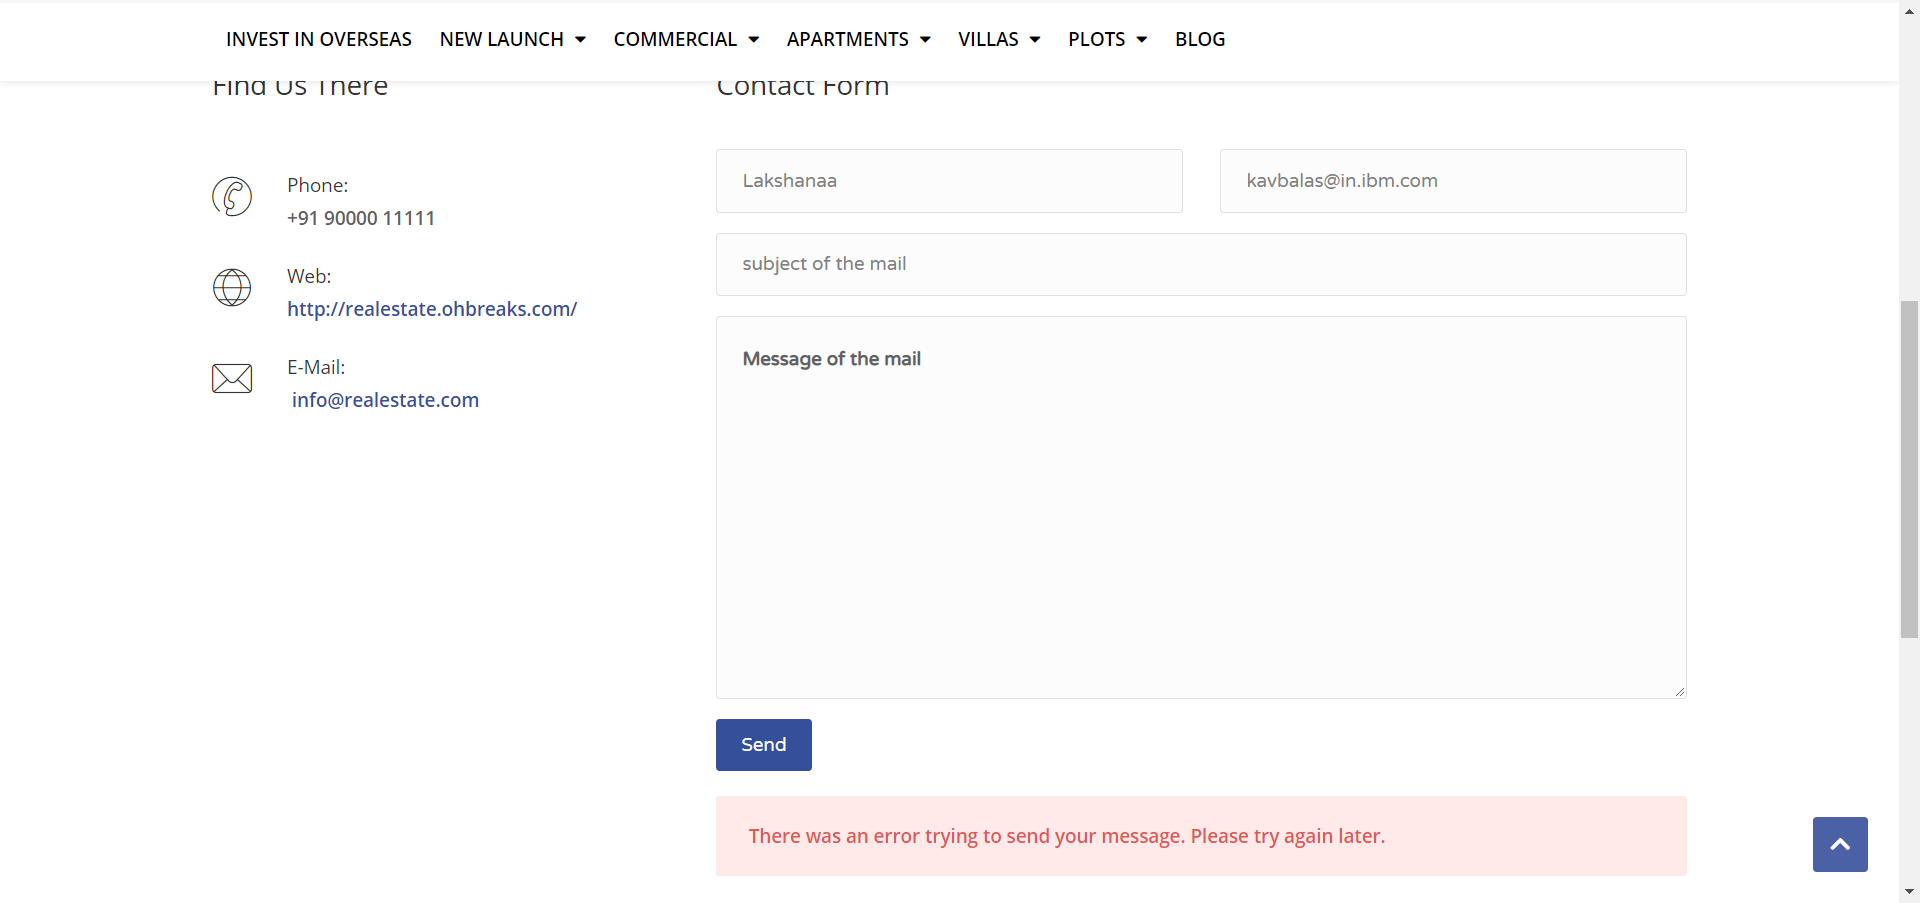 INVEST IN OVERSEAS NEW LAUNCH COMMERCIAL APARTMENTS VILLAS PLOTS BLOG
Find Us There
Phone:
+91 90000 11111
Web:
http://realestate.ohbreaks.com/
E-Mail:
info@realestate.com
Contact Form
Lakshanaa
kavbalas@in.ibm.com
subject of the mail
Message of the mail
Send
There was an error trying to send your message. Please try again later.